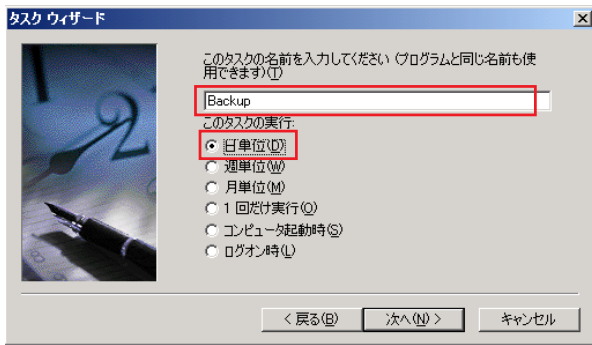 タスク ウィザード
このタスクの名前を入力してください (プログラムと同じ名前も使
用できます)(T)
Backup
このタスクの実行:
日単位(D)
週単位(W)
月単位(M)
1 回だけ実行(O)
コンピュータ起動時(S)
ログオン時(L)
< 戻る(B) 次へ(N) > キャンセル